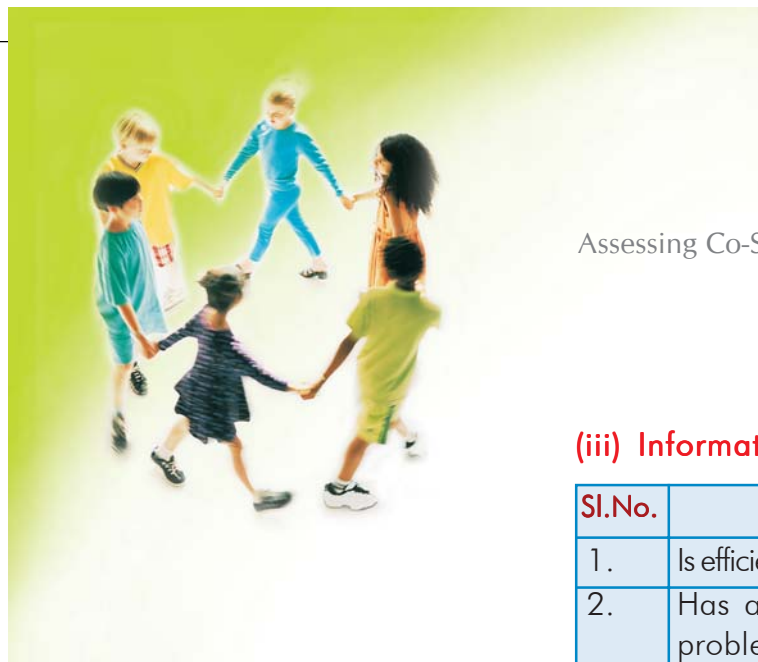 Assessing Co-S
(iii) Informat
Sl.No.
1. Is effici
2. Has a
proble